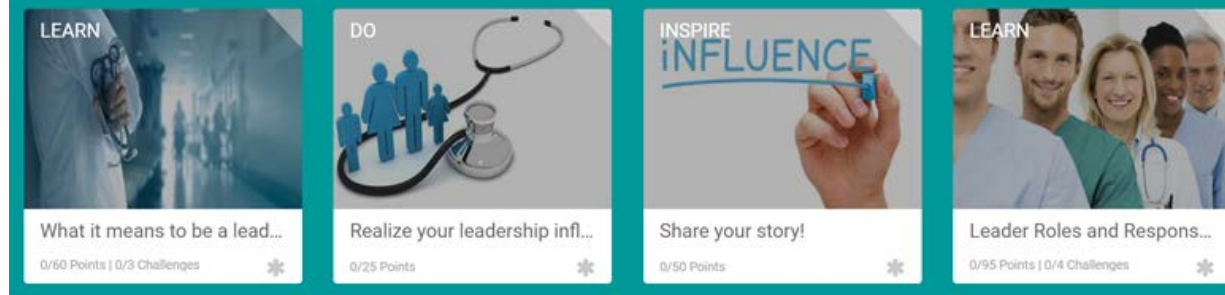 LEARN
What it means to be a lead...
0/60 Points | 0/3 Challenges
DO
Realize your leadership infl...
0/25 Points
INSPIRE
iNFLUENCE
Share your story!
0/50 Points
LEARN
Leader Roles and Respons...
0/95 Points | 0/4 Challenges